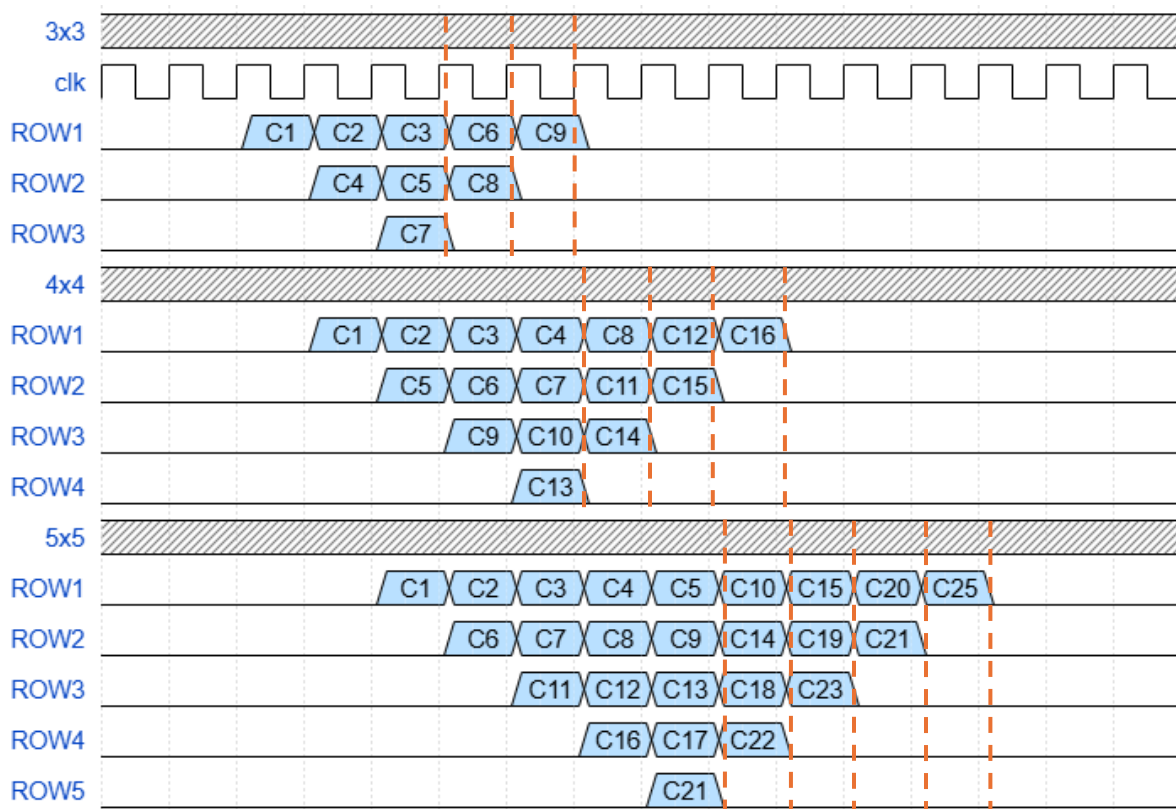 3x3
clk
ROW1 C1 C2 C3 C6 C9
ROW2 C4 C5 C8
ROW3 C7
4x4
ROW1 C1 C2 C3 C4 C8 C12 C16
ROW2 C5 C6 C7 C11 C15
ROW3 C9 C10 C14
ROW4 C13
5x5
ROW1 C1 C2 C3 C4 C5 C10 C15 C20 C25
ROW2 C6 C7 C8 C9 C14 C19 C21
ROW3 C11 C12 C13 C18 C23
ROW4 C16 C17 C22
ROW5 C21